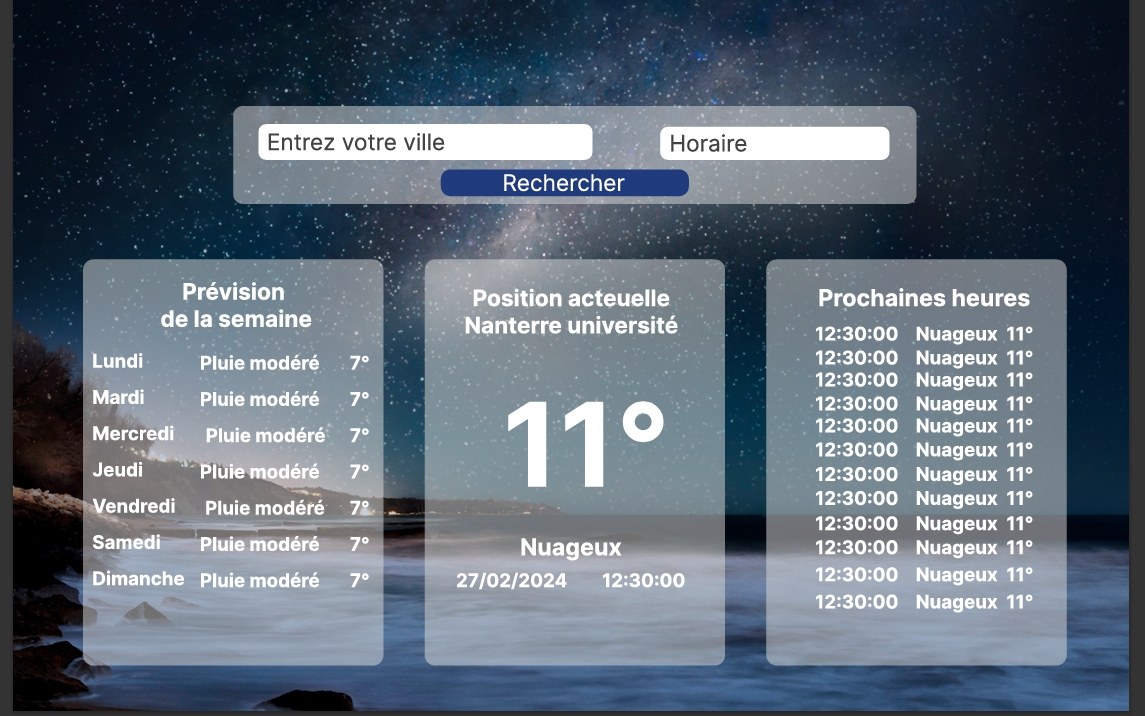 Entrez votre ville
Horaire
Rechercher
Prévision
de la semaine
Lundi Pluie modéré 7°
Mardi Pluie modéré 7°
Mercredi Pluie modéré 7°
Jeudi Pluie modéré 7°
Vendredi Pluie modéré 7°
Samedi Pluie modéré 7°
Dimanche Pluie modéré 7°
Position acteuelle
Nanterre université
11°
Nuageux
27/02/2024 12:30:00
Prochaines heures
12:30:00 Nuageux 11°
12:30:00 Nuageux 11°
12:30:00 Nuageux 11°
12:30:00 Nuageux 11°
12:30:00 Nuageux 11°
12:30:00 Nuageux 11°
12:30:00 Nuageux 11°
12:30:00 Nuageux 11°
12:30:00 Nuageux 11°
12:30:00 Nuageux 11°
12:30:00 Nuageux 11°
12:30:00 Nuageux 11°